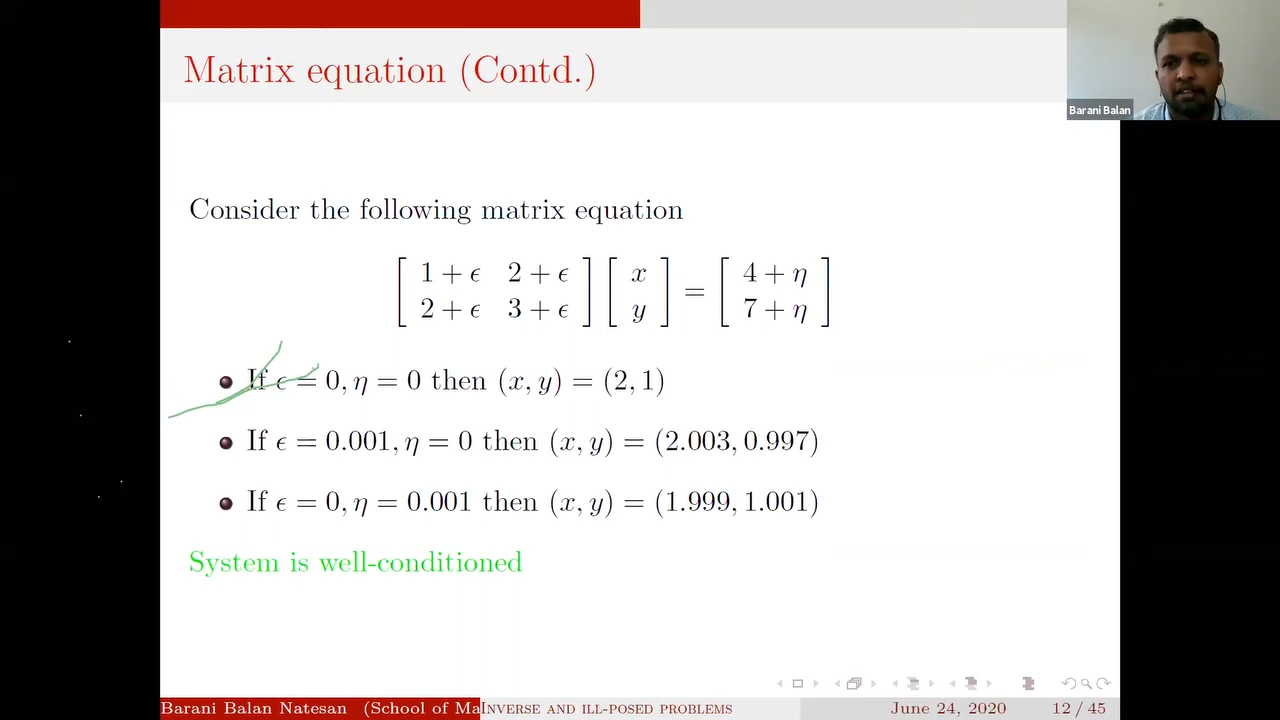 Matrix equation (Contd.)
Barani Balan
Consider the following matrix equation
[ 1 + ϵ 2 + ϵ ] [ x ] = [ 4 + η ]
[ 2 + ϵ 3 + ϵ ] [ y ] [ 7 + η ]
If ϵ = 0, η = 0 then (x, y) = (2, 1)
If ϵ = 0.001, η = 0 then (x, y) = (2.003, 0.997)
If ϵ = 0, η = 0.001 then (x, y) = (1.999, 1.001)
System is well-conditioned
Barani Balan Natesan (School of Ma Inverse and ill-posed problems June 24, 2020 12 / 45